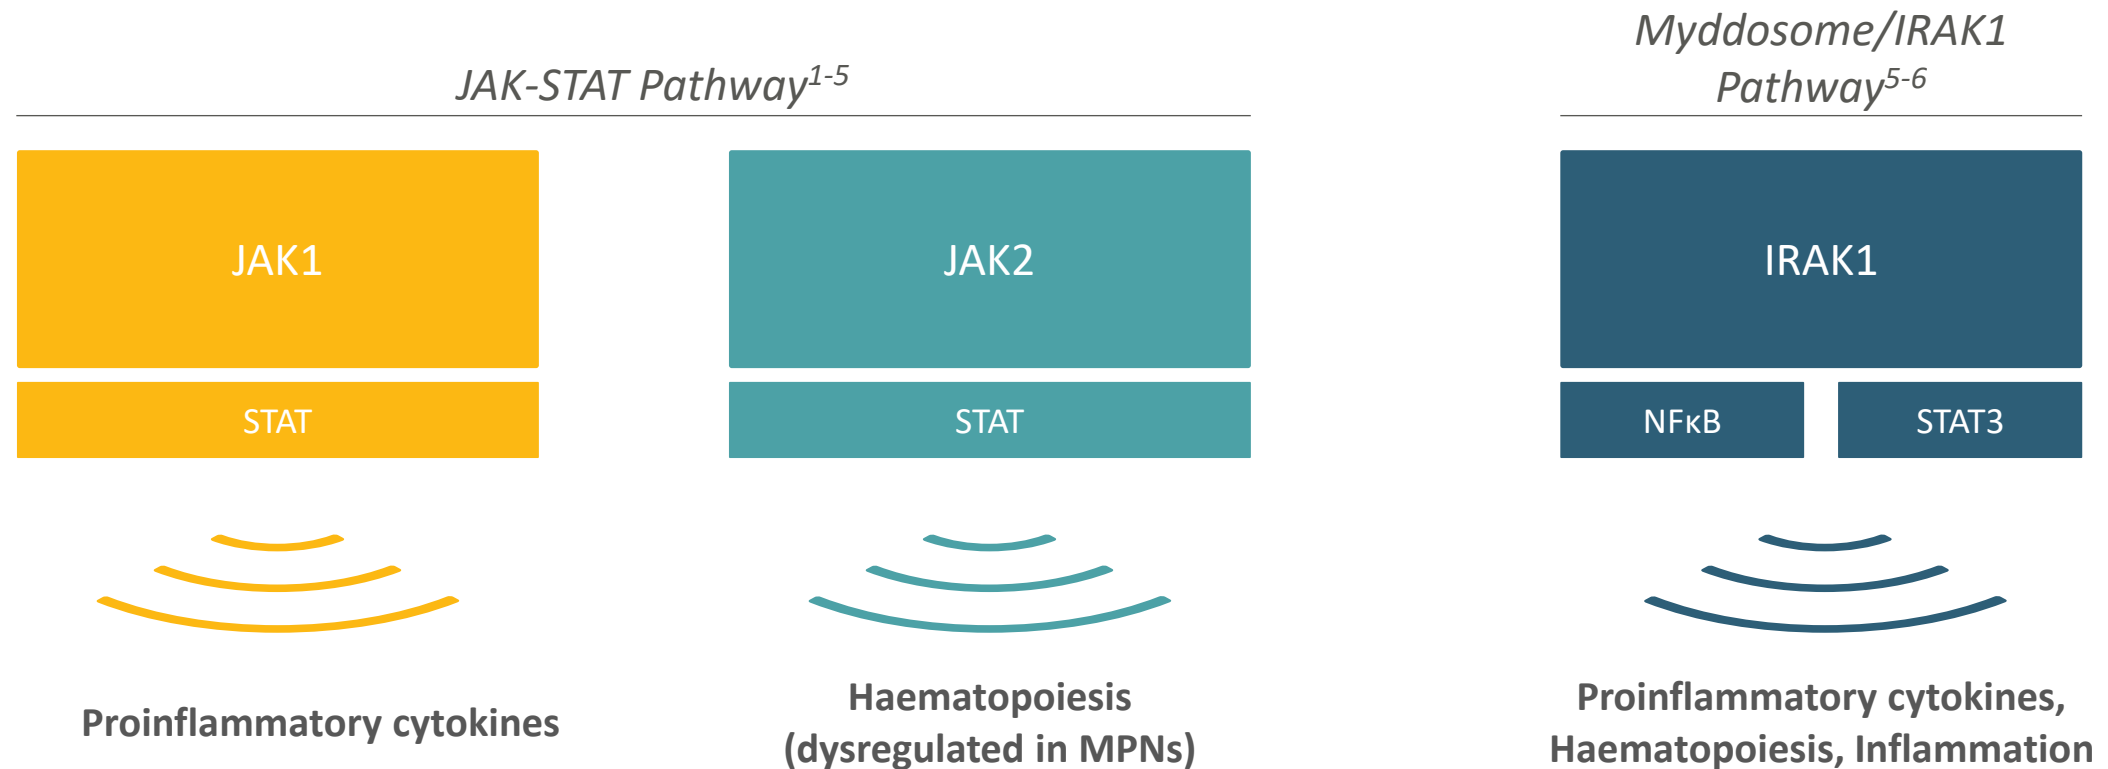 JAK-STAT Pathway1-5
Myddosome/IRAK1
Pathway5-6
JAK1
JAK2
IRAK1
STAT
STAT
NFκB
STAT3
Proinflammatory cytokines
Haematopoiesis
(dysregulated in MPNs)
Proinflammatory cytokines,
Haematopoiesis, Inflammation